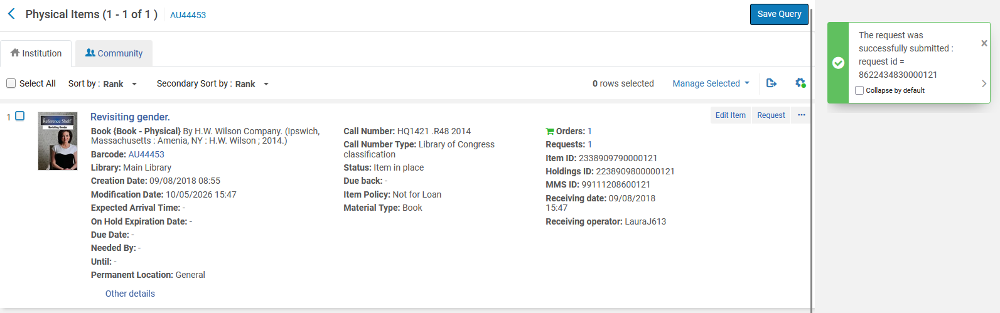 Physical Items (1 - 1 of 1 ) AU44453
Save Query
Institution Community
Select All Sort by : Rank Secondary Sort by : Rank
0 rows selected Manage Selected
1
Reference Shelf
Revisiting Gender
Revisiting gender.
Edit Item Request
Book {Book - Physical} By H.W. Wilson Company. (Ipswich,
Massachusetts : Amenia, NY : H.W. Wilson ; 2014.)
Barcode: AU44453
Library: Main Library
Creation Date: 09/08/2018 08:55
Modification Date: 10/05/2026 15:47
Expected Arrival Time: -
On Hold Expiration Date: -
Due Date: -
Needed By: -
Until: -
Permanent Location: General
Other details
Call Number: HQ1421 .R48 2014
Call Number Type: Library of Congress
classification
Status: Item in place
Due back: -
Item Policy: Not for Loan
Material Type: Book
Orders: 1
Requests: 1
Item ID: 2338909790000121
Holdings ID: 2238909800000121
MMS ID: 99111208600121
Receiving date: 09/08/2018
15:47
Receiving operator: LauraJ613
The request was
successfully submitted :
request id =
8622434830000121
Collapse by default